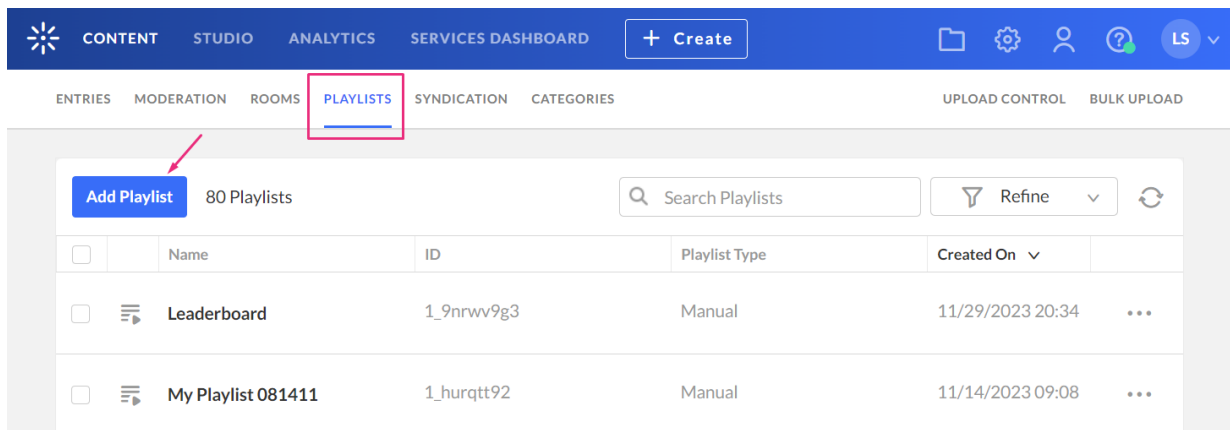 CONTENT STUDIO ANALYTICS SERVICES DASHBOARD + Create LS
ENTRIES MODERATION ROOMS PLAYLISTS SYNDICATION CATEGORIES UPLOAD CONTROL BULK UPLOAD
Add Playlist 80 Playlists Search Playlists Refine
Name ID Playlist Type Created On
Leaderboard 1_9nrwv9g3 Manual 11/29/2023 20:34
My Playlist 081411 1_hurqtt92 Manual 11/14/2023 09:08